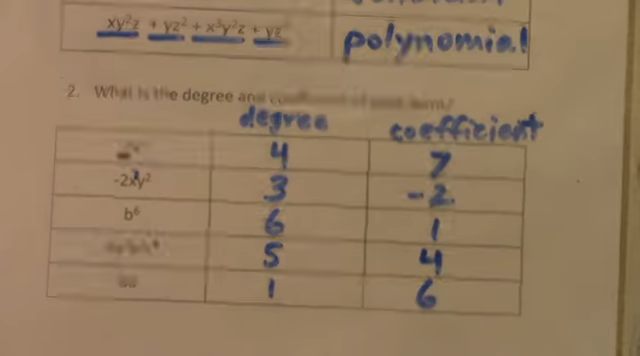 xy²z + yz² + x³y²z + yz polynomial
2. What is the degree and
degree coefficient
4 7
-2xy² 3 -2
b⁶ 6 1
5 4
1 6